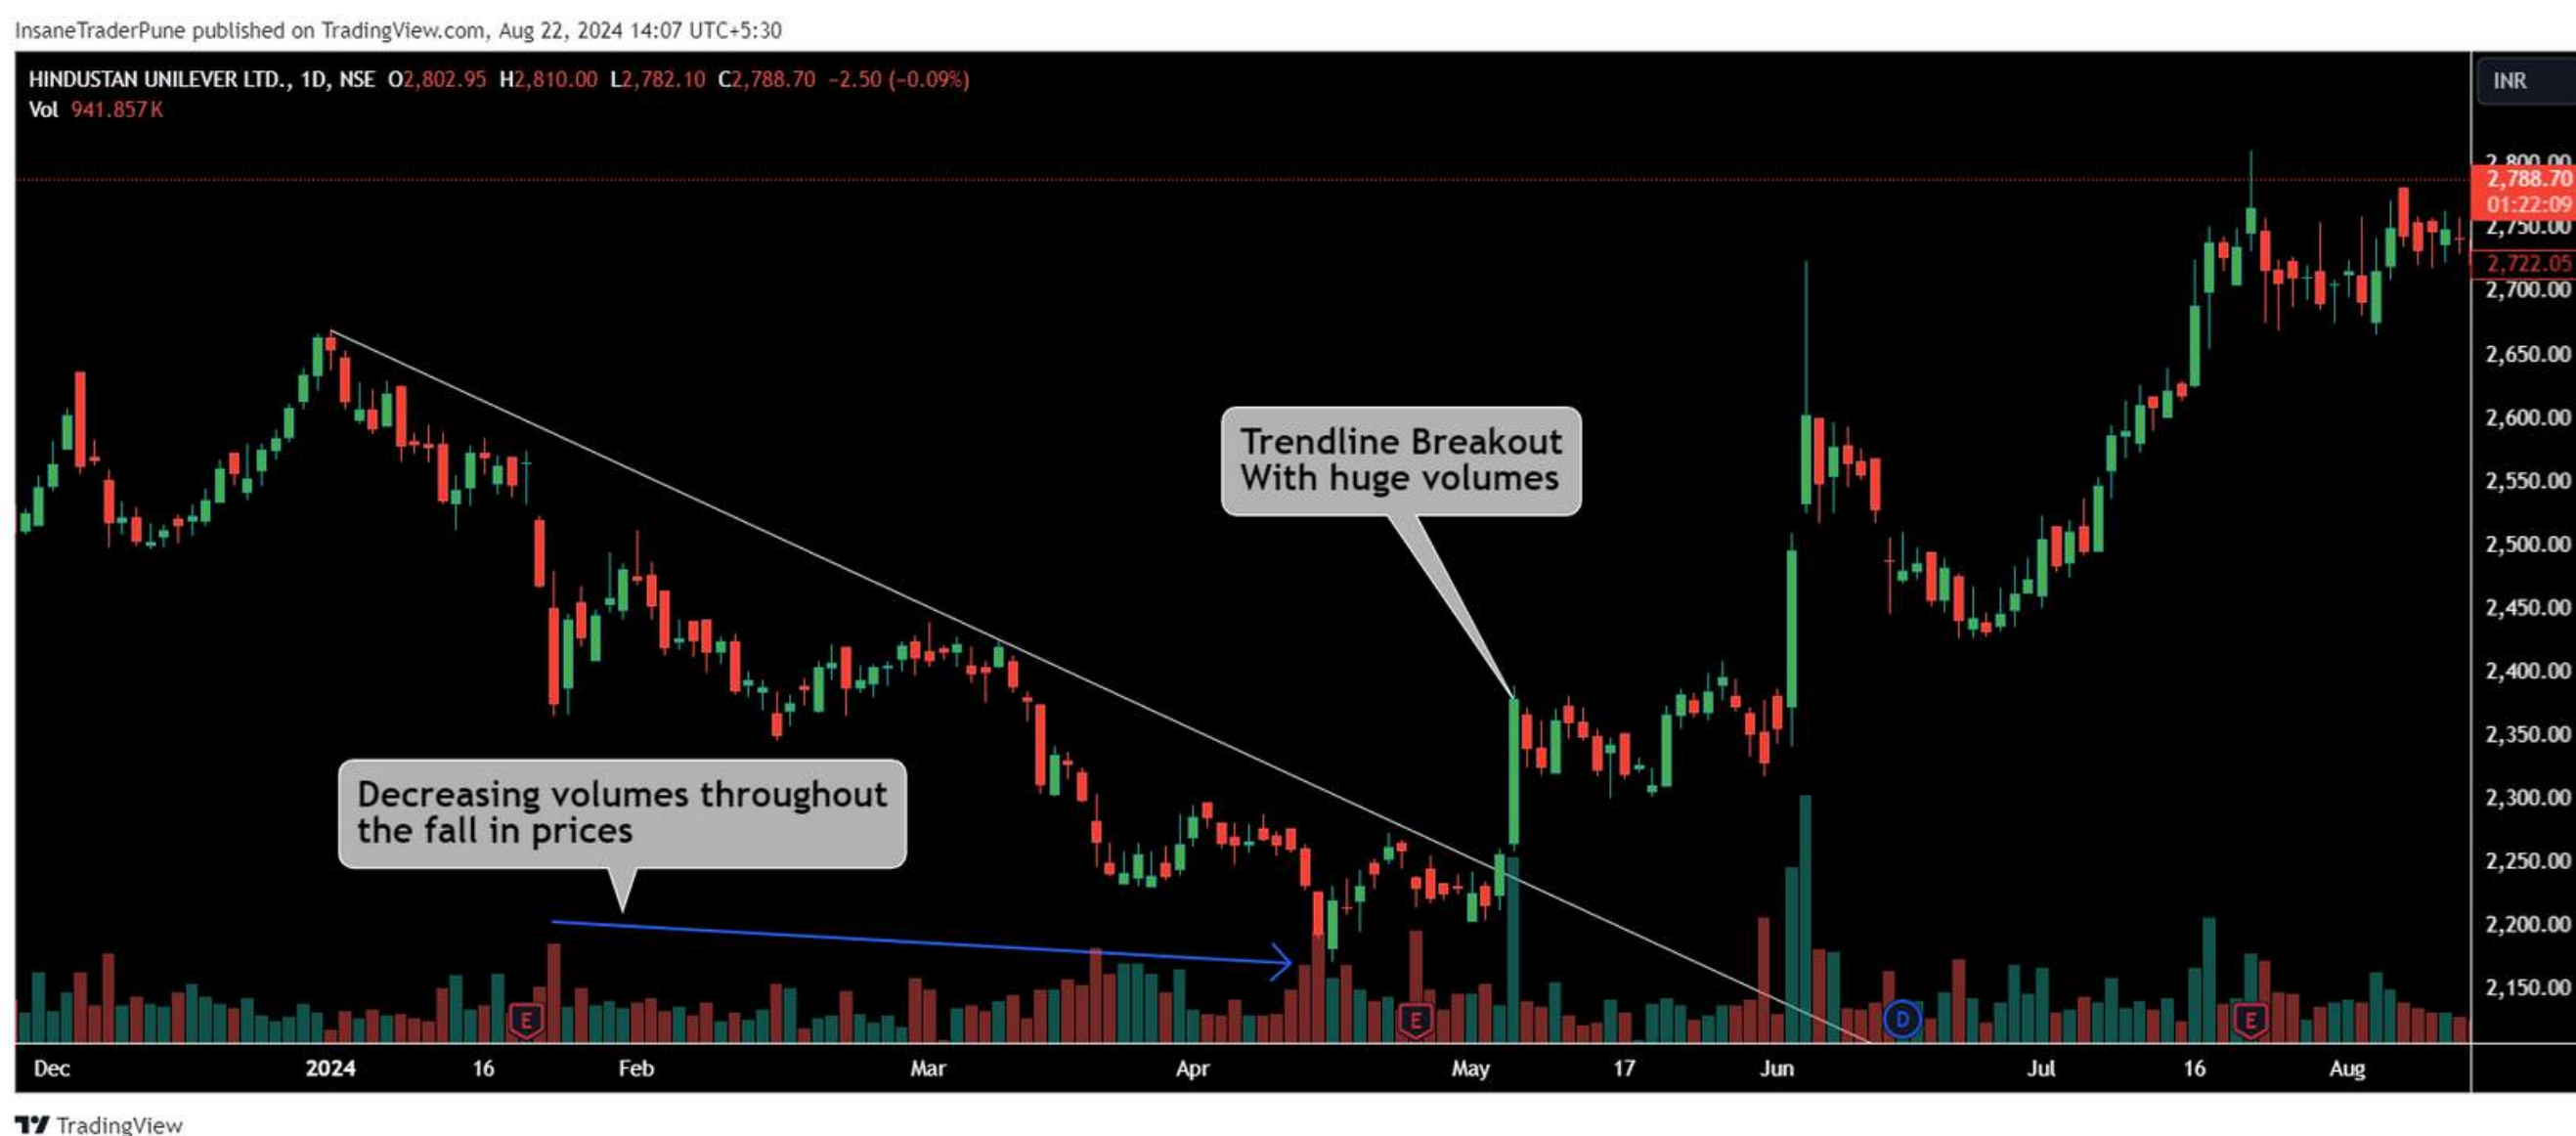 InsaneTraderPune published on TradingView.com, Aug 22, 2024 14:07 UTC+5:30
HINDUSTAN UNILEVER LTD., 1D, NSE O2,802.95 H2,810.00 L2,782.10 C2,788.70 −2.50 (−0.09%)
Vol 941.857K
INR
2,800.00
2,788.70
01:22:09
2,750.00
2,722.05
2,700.00
2,650.00
2,600.00
2,550.00
2,500.00
2,450.00
2,400.00
2,350.00
2,300.00
2,250.00
2,200.00
2,150.00
Trendline Breakout
With huge volumes
Decreasing volumes throughout
the fall in prices
E E D E
Dec 2024 16 Feb Mar Apr May 17 Jun Jul 16 Aug
TradingView